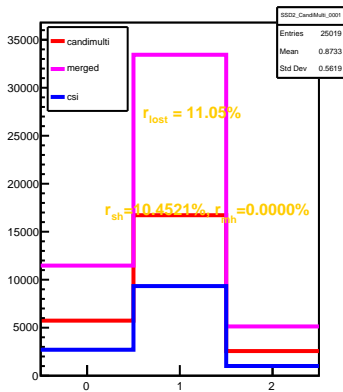 SSD2_CandiMulti_0001
Entries 25019
Mean 0.8733
Std Dev 0.5619
candimulti
merged
csi
35000
30000
25000
20000
15000
10000
5000
0
r_lost = 11.05%
r_sh=10.4521%, r_
h=0.0000%
0 1 2